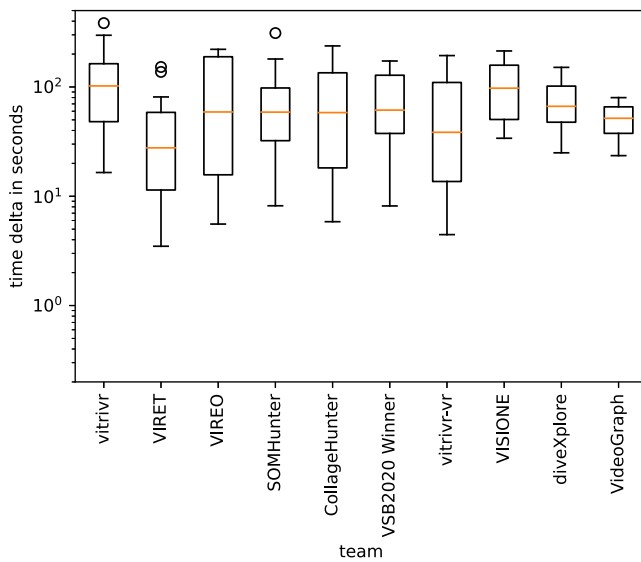 time delta in seconds
10²
10¹
10⁰
vitrivr
VIRET
VIREO
SOMHunter
CollageHunter
VSB2020 Winner
vitrivr-vr
VISIONE
diveXplore
VideoGraph
team